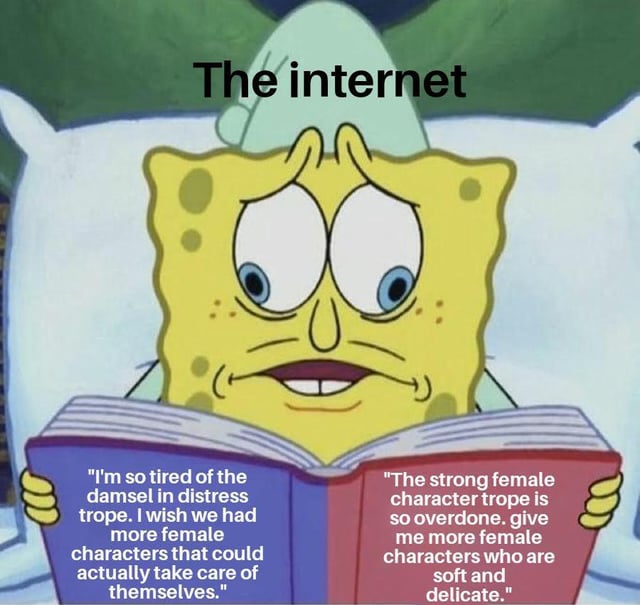 The internet
"I'm so tired of the
damsel in distress
trope. I wish we had
more female
characters that could
actually take care of
themselves."
"The strong female
character trope is
so overdone. give
me more female
characters who are
soft and
delicate."